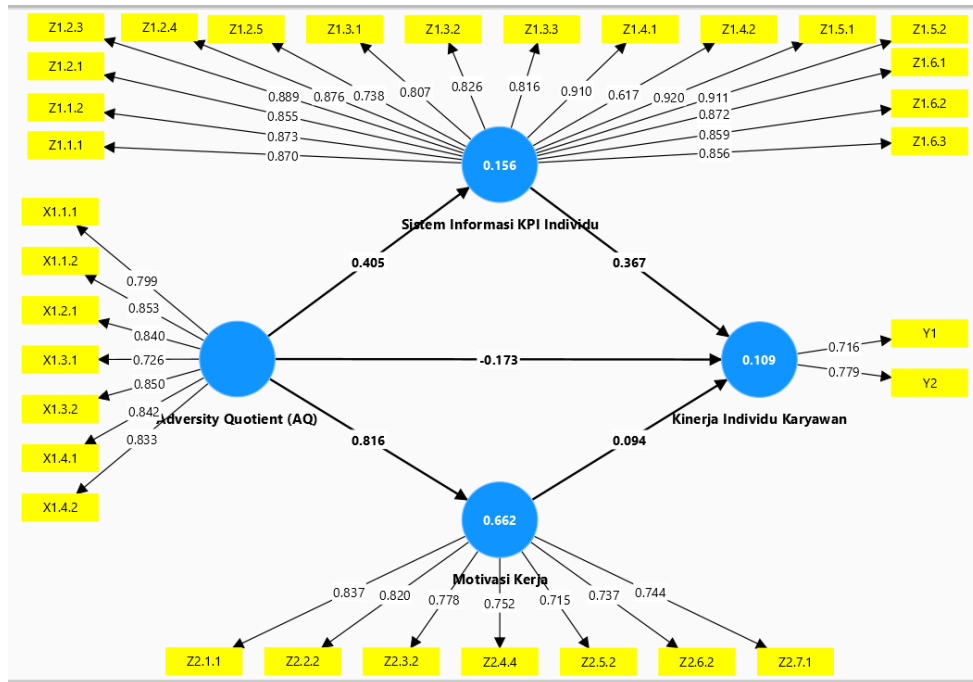 Z1.2.3
Z1.2.4
Z1.2.5
Z1.3.1
Z1.3.2
Z1.3.3
Z1.4.1
Z1.4.2
Z1.5.1
Z1.5.2
Z1.2.1
Z1.6.1
Z1.1.2
Z1.6.2
Z1.1.1
Z1.6.3
0.889
0.876
0.738
0.807
0.826
0.816
0.910
0.617
0.920
0.911
0.855
0.872
0.873
0.859
0.870
0.856
0.156
Sistem Informasi KPI Individu
X1.1.1
X1.1.2
X1.2.1
X1.3.1
X1.3.2
X1.4.1
X1.4.2
0.799
0.853
0.840
0.726
0.850
0.842
0.833
Adversity Quotient (AQ)
0.405
0.367
-0.173
0.816
0.094
0.109
Kinerja Individu Karyawan
0.716
0.779
Y1
Y2
0.662
Motivasi Kerja
0.837
0.820
0.778
0.752
0.715
0.737
0.744
Z2.1.1
Z2.2.2
Z2.3.2
Z2.4.4
Z2.5.2
Z2.6.2
Z2.7.1